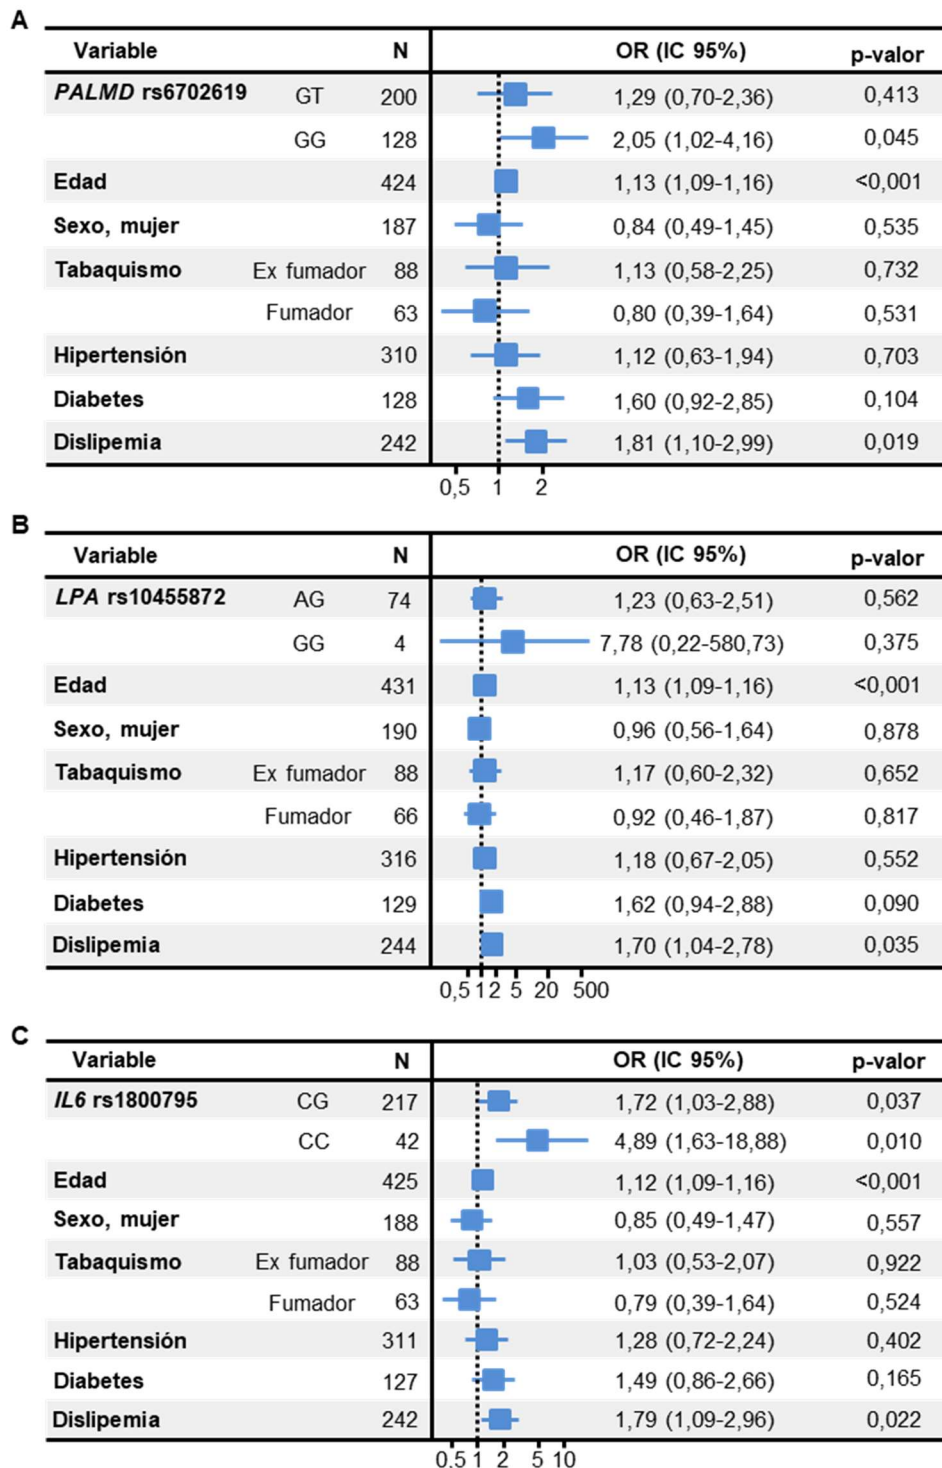 A
Variable N OR (IC 95%) p-valor
PALMD rs6702619 GT 200 1,29 (0,70-2,36) 0,413
GG 128 2,05 (1,02-4,16) 0,045
Edad 424 1,13 (1,09-1,16) <0,001
Sexo, mujer 187 0,84 (0,49-1,45) 0,535
Tabaquismo Ex fumador 88 1,13 (0,58-2,25) 0,732
Fumador 63 0,80 (0,39-1,64) 0,531
Hipertensión 310 1,12 (0,63-1,94) 0,703
Diabetes 128 1,60 (0,92-2,85) 0,104
Dislipemia 242 1,81 (1,10-2,99) 0,019
0,5 1 2
B
Variable N OR (IC 95%) p-valor
LPA rs10455872 AG 74 1,23 (0,63-2,51) 0,562
GG 4 7,78 (0,22-580,73) 0,375
Edad 431 1,13 (1,09-1,16) <0,001
Sexo, mujer 190 0,96 (0,56-1,64) 0,878
Tabaquismo Ex fumador 88 1,17 (0,60-2,32) 0,652
Fumador 66 0,92 (0,46-1,87) 0,817
Hipertensión 316 1,18 (0,67-2,05) 0,552
Diabetes 129 1,62 (0,94-2,88) 0,090
Dislipemia 244 1,70 (1,04-2,78) 0,035
0,5 1 2 5 20 500
C
Variable N OR (IC 95%) p-valor
IL6 rs1800795 CG 217 1,72 (1,03-2,88) 0,037
CC 42 4,89 (1,63-18,88) 0,010
Edad 425 1,12 (1,09-1,16) <0,001
Sexo, mujer 188 0,85 (0,49-1,47) 0,557
Tabaquismo Ex fumador 88 1,03 (0,53-2,07) 0,922
Fumador 63 0,79 (0,39-1,64) 0,524
Hipertensión 311 1,28 (0,72-2,24) 0,402
Diabetes 127 1,49 (0,86-2,66) 0,165
Dislipemia 242 1,79 (1,09-2,96) 0,022
0,5 1 2 5 10